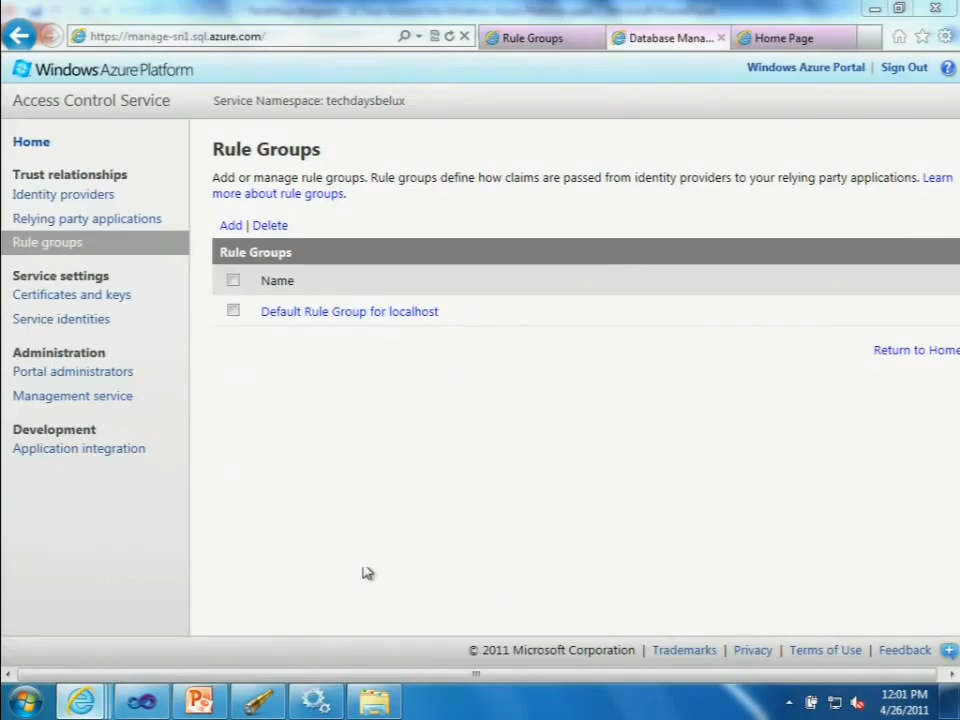 https://manage-sn1.sql.azure.com/
Rule Groups
Database Mana...
Home Page
Windows Azure Platform
Windows Azure Portal | Sign Out
Access Control Service
Service Namespace: techdaysbelux
Home
Trust relationships
Identity providers
Relying party applications
Rule groups
Service settings
Certificates and keys
Service identities
Administration
Portal administrators
Management service
Development
Application integration
Rule Groups
Add or manage rule groups. Rule groups define how claims are passed from identity providers to your relying party applications. Learn
more about rule groups.
Add | Delete
Rule Groups
Name
Default Rule Group for localhost
Return to Home
© 2011 Microsoft Corporation | Trademarks | Privacy | Terms of Use | Feedback
12:01 PM
4/26/2011